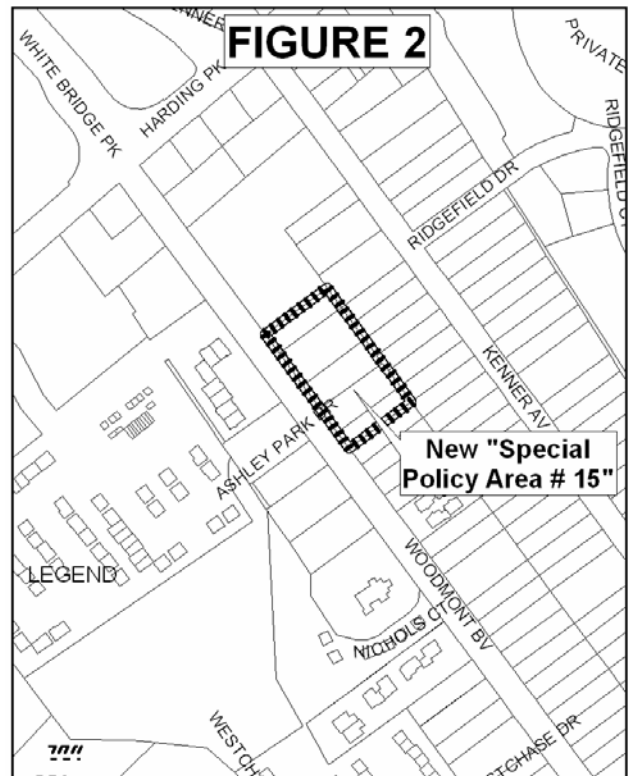 FIGURE 2
WHITE BRIDGE PK
HARDING PK
PRIVATE
RIDGEFIELD DR
KENNER AV
ASHLEY PARK
New "Special
Policy Area # 15"
LEGEND
WOODMONT BV
NICHOLS CT